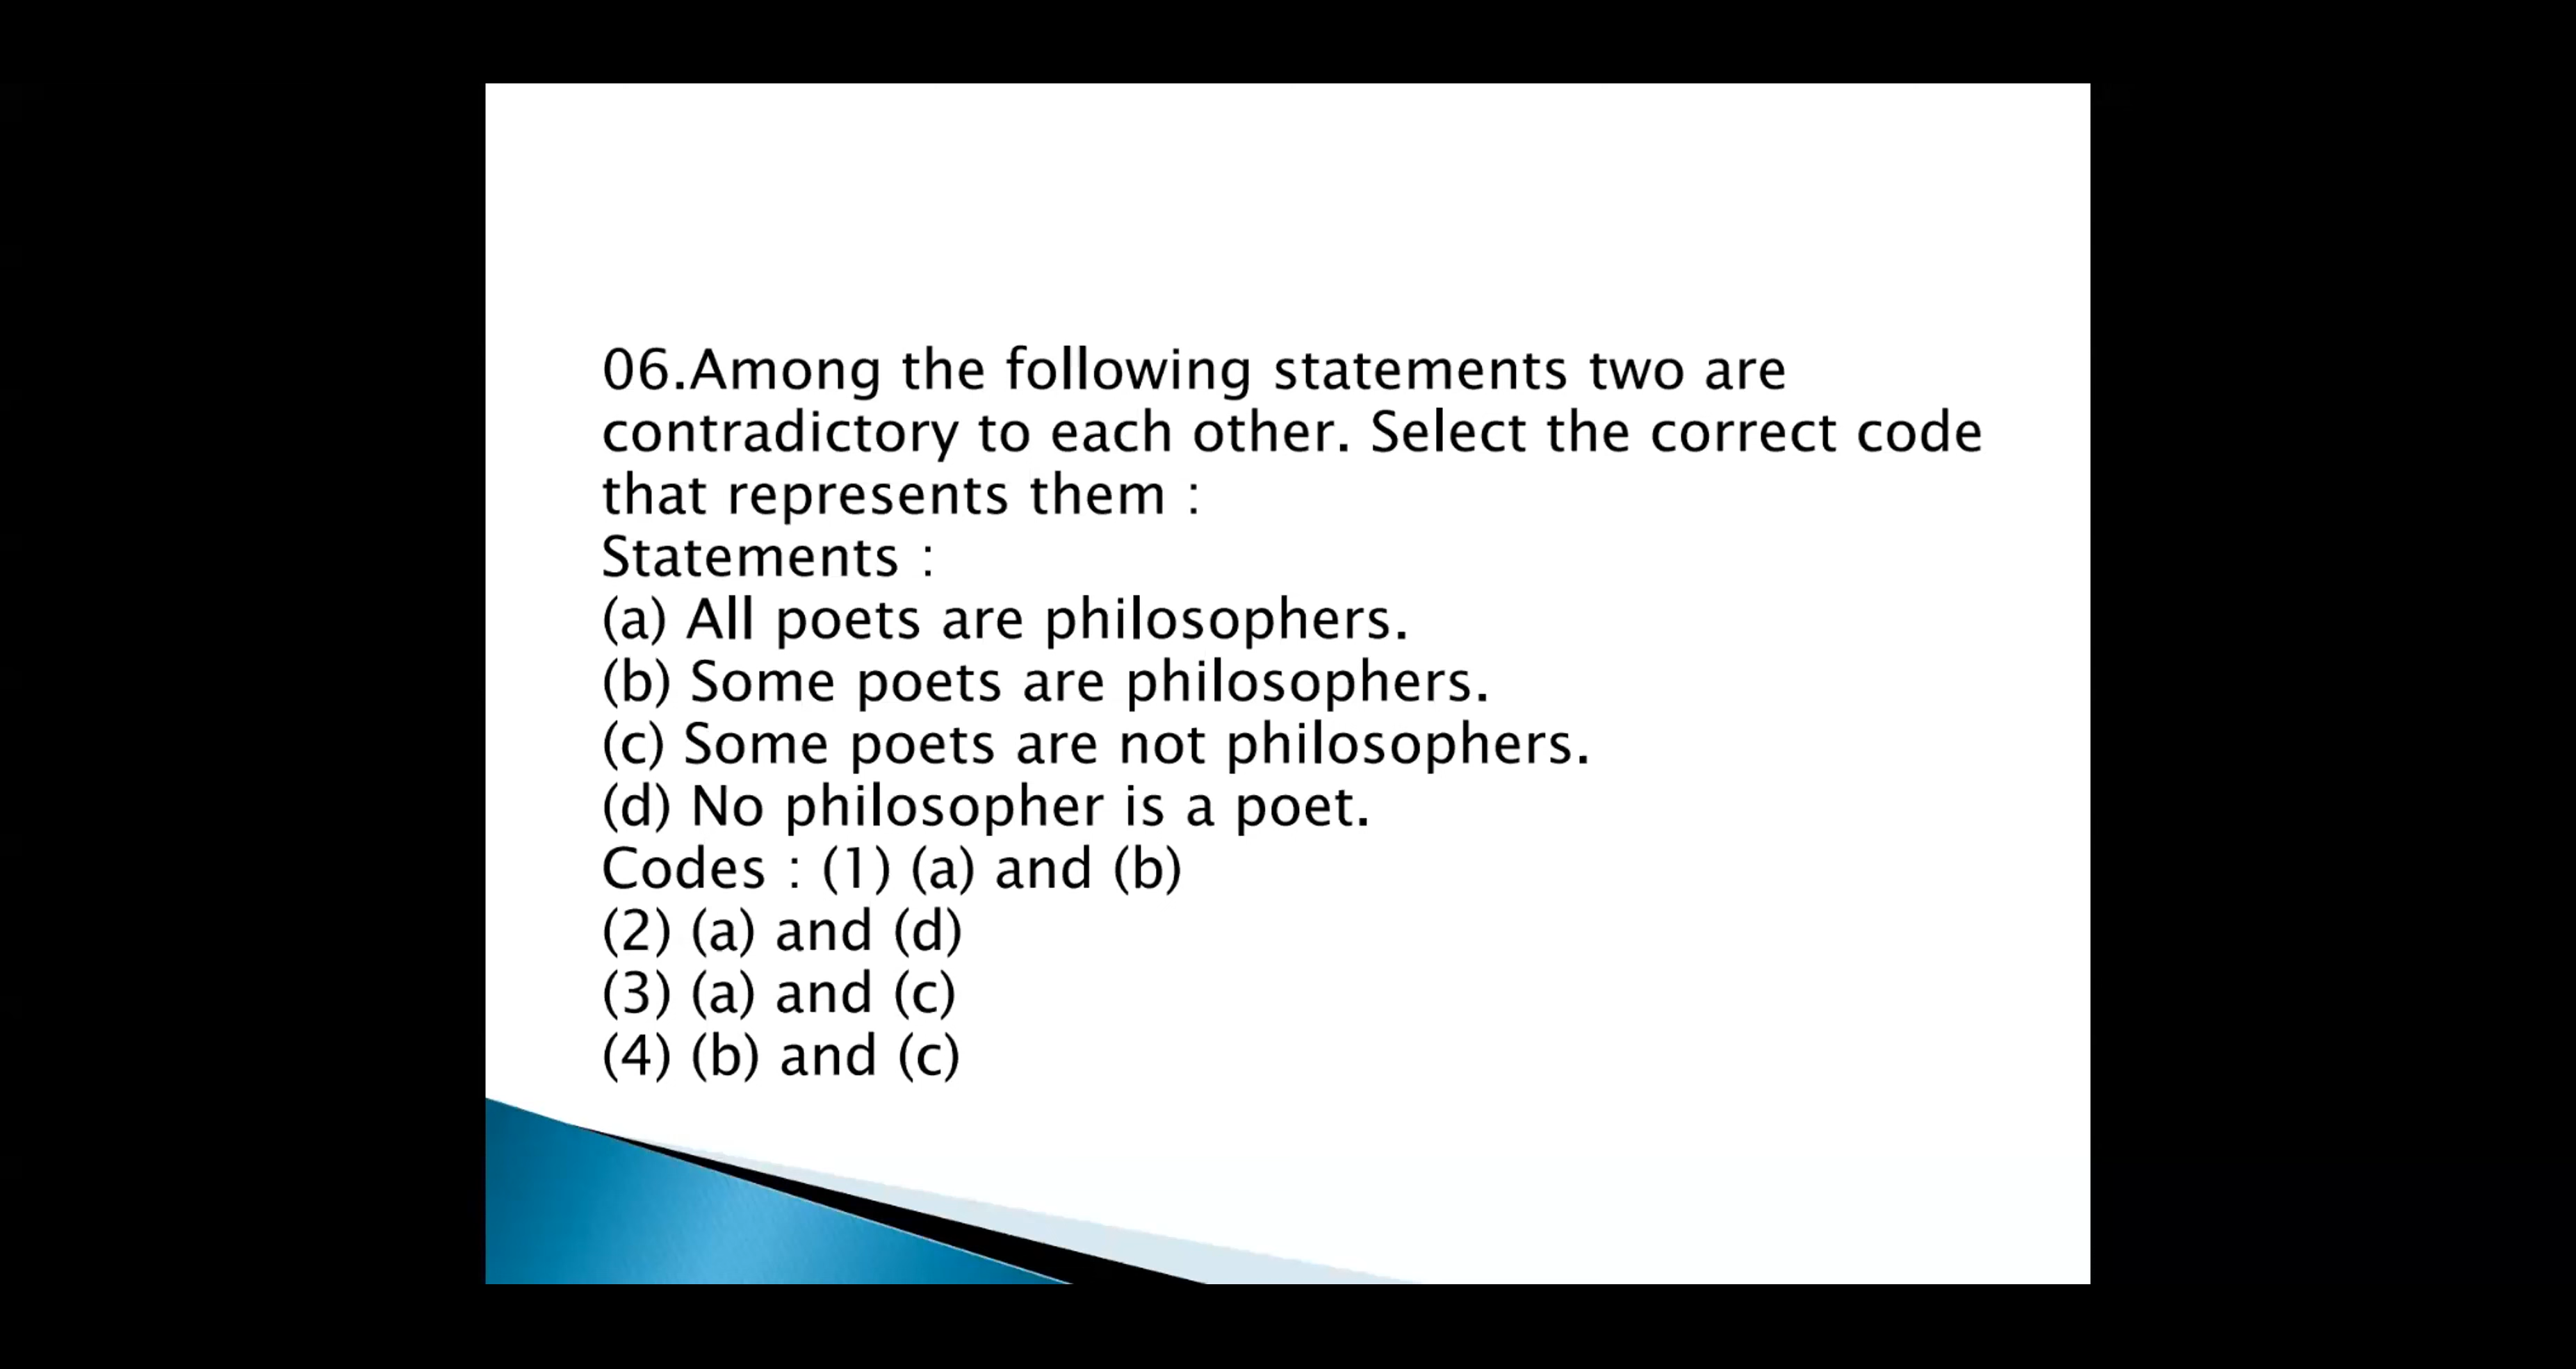 06.Among the following statements two are
contradictory to each other. Select the correct code
that represents them :
Statements :
(a) All poets are philosophers.
(b) Some poets are philosophers.
(c) Some poets are not philosophers.
(d) No philosopher is a poet.
Codes : (1) (a) and (b)
(2) (a) and (d)
(3) (a) and (c)
(4) (b) and (c)